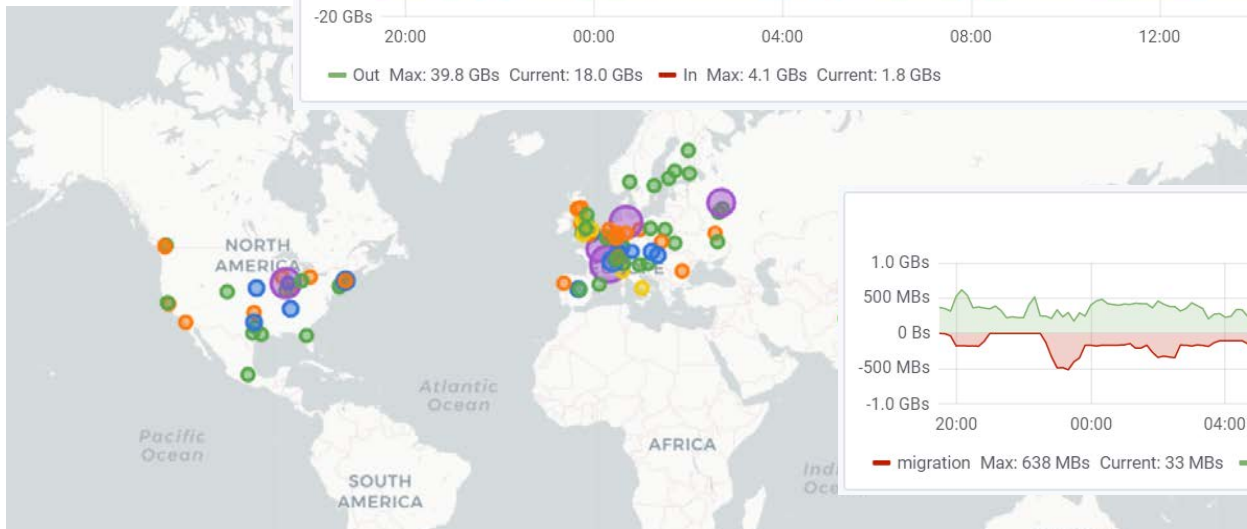 -20 GBs
20:00 00:00 04:00 08:00 12:00
Out Max: 39.8 GBs Current: 18.0 GBs In Max: 4.1 GBs Current: 1.8 GBs
NORTH
AMERICA
Atlantic
Ocean
Pacific
Ocean
AFRICA
SOUTH
AMERICA
1.0 GBs
500 MBs
0 Bs
-500 MBs
-1.0 GBs
20:00 00:00 04:00
migration Max: 638 MBs Current: 33 MBs